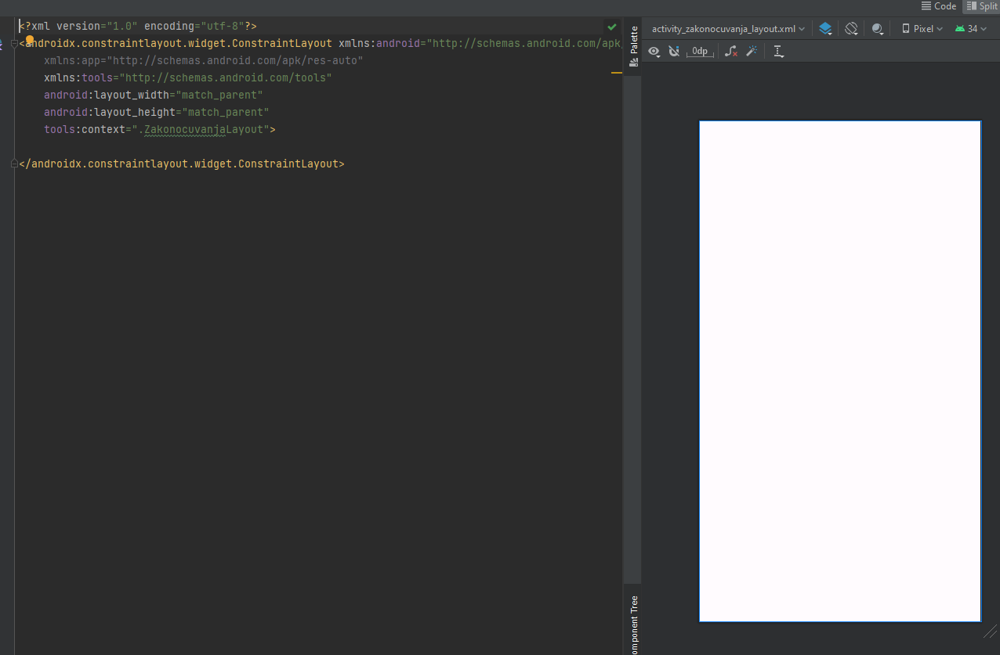 Code Split
<?xml version="1.0" encoding="utf-8"?>
<androidx.constraintlayout.widget.ConstraintLayout xmlns:android="http://schemas.android.com/apk
xmlns:app="http://schemas.android.com/apk/res-auto"
xmlns:tools="http://schemas.android.com/tools"
android:layout_width="match_parent"
android:layout_height="match_parent"
tools:context=".ZakonocuvanjaLayout">
</androidx.constraintlayout.widget.ConstraintLayout>
Palette
omponent Tree
activity_zakonocuvanja_layout.xml Pixel 34
0dp